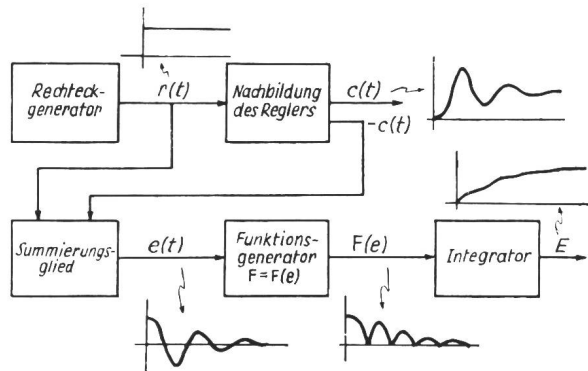 Rechteck-
generator
r(t)
Nachbildung
des Reglers
c(t)
-c(t)
Summierungs-
glied
e(t)
Funktions-
generator
F = F(e)
F(e)
Integrator
E